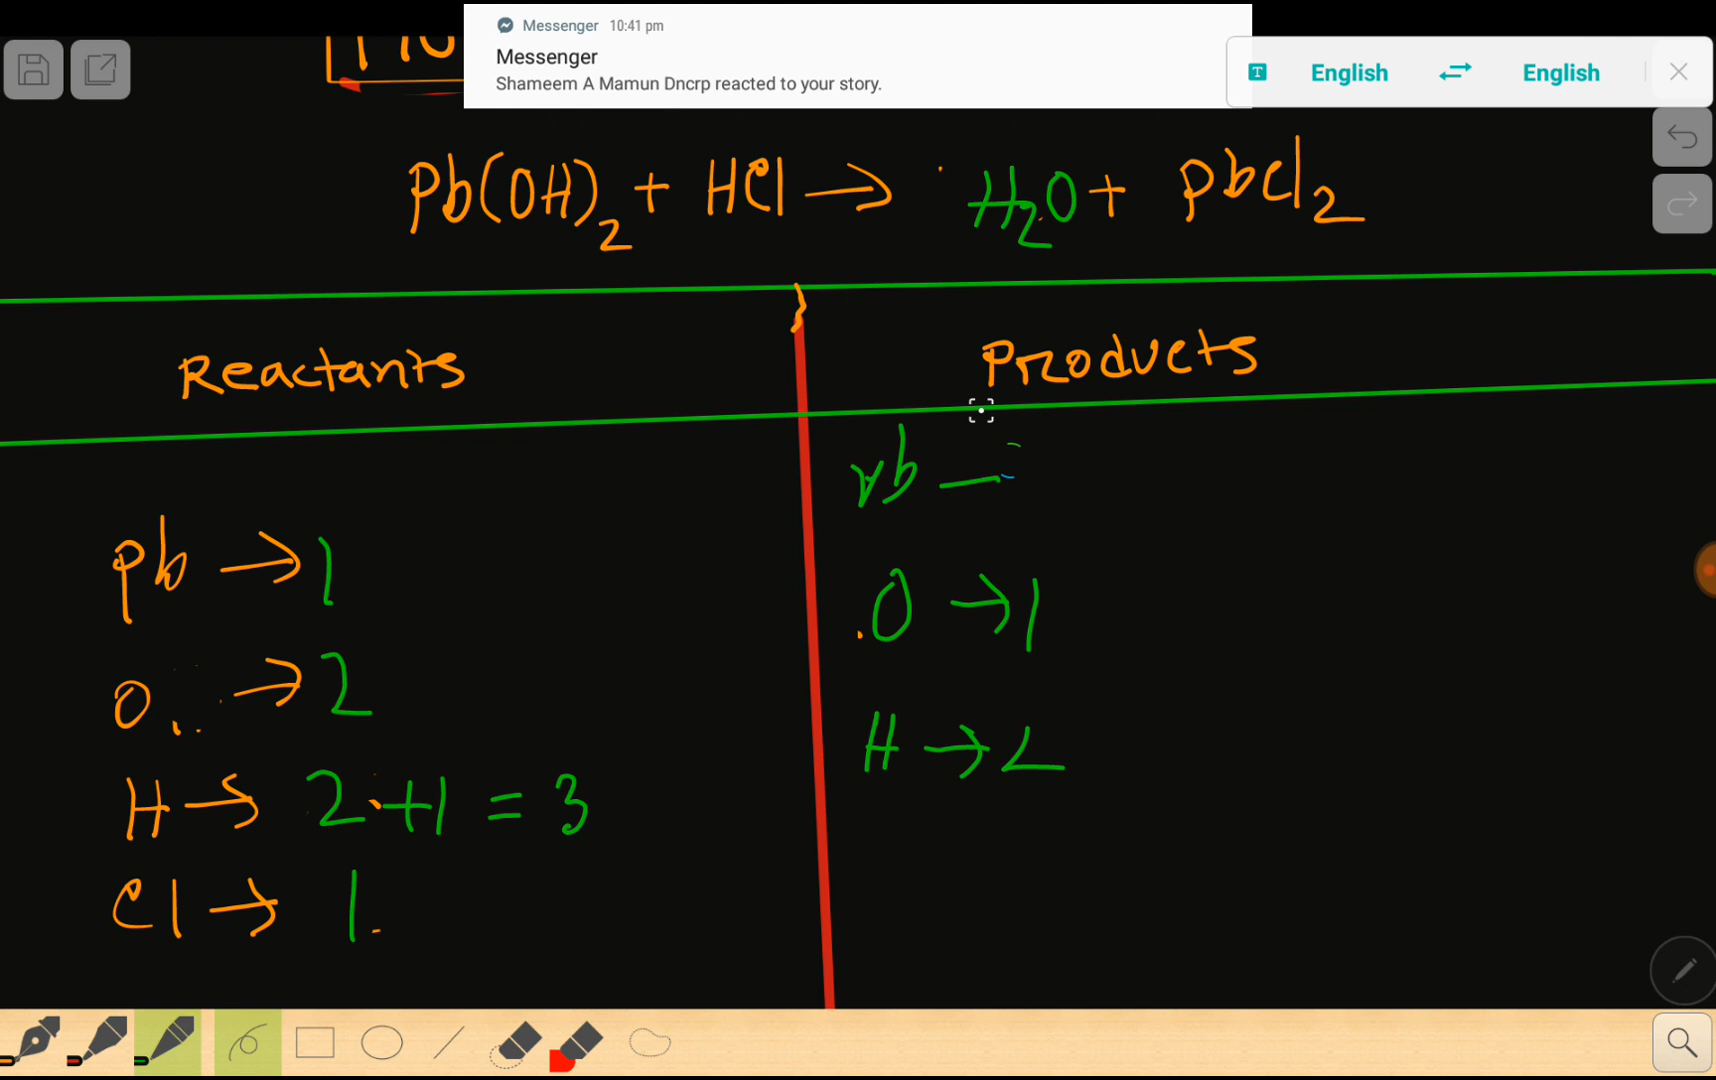 Messenger 10:41 pm
Messenger
Shameem A Mamun Dncrp reacted to your story.
English English
Pb(OH)₂ + HCl → H₂O + PbCl₂
Reactants Products
Pb → 1
O → 2
H → 2 + 1 = 3
Cl → 1.
O → 1
H → 2